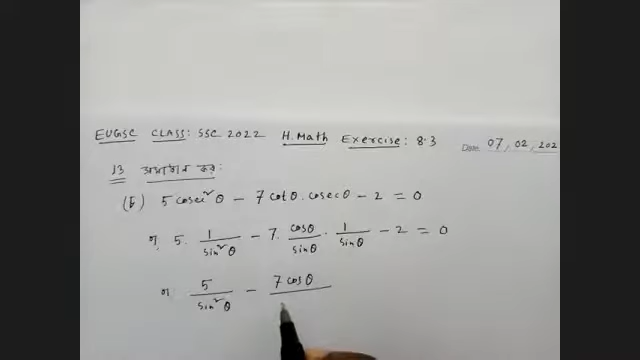 EUGSC CLASS: SSC 2022 H.Math Exercise: 8.3 Date: 07, 02, 202
13 সমাধান কর:
5 cosec²θ - 7 cotθ. cosecθ - 2 = 0
বা, 5. 1/sin²θ - 7. cosθ/sinθ . 1/sinθ - 2 = 0
বা 5/sin²θ - 7 cosθ